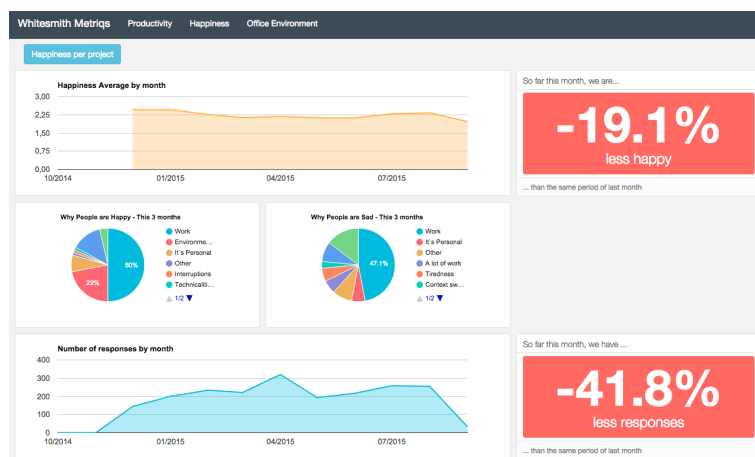 Whitesmith Metriqs Productivity Happiness Office Environment
Happiness per project
Happiness Average by month
3,00
2,25
1,50
0,75
0,00
10/2014 01/2015 04/2015 07/2015
So far this month, we are...
-19.1%
less happy
... than the same period of last month
Why People are Happy - This 3 months
50%
22%
Work
Environme...
It's Personal
Other
Interruptions
Technicaliti...
1/2
Why People are Sad - This 3 months
47.1%
Work
It's Personal
Other
A lot of work
Tiredness
Context sw...
1/2
Number of responses by month
400
300
200
100
0
10/2014 01/2015 04/2015 07/2015
So far this month, we have ...
-41.8%
less responses
... than the same period of last month